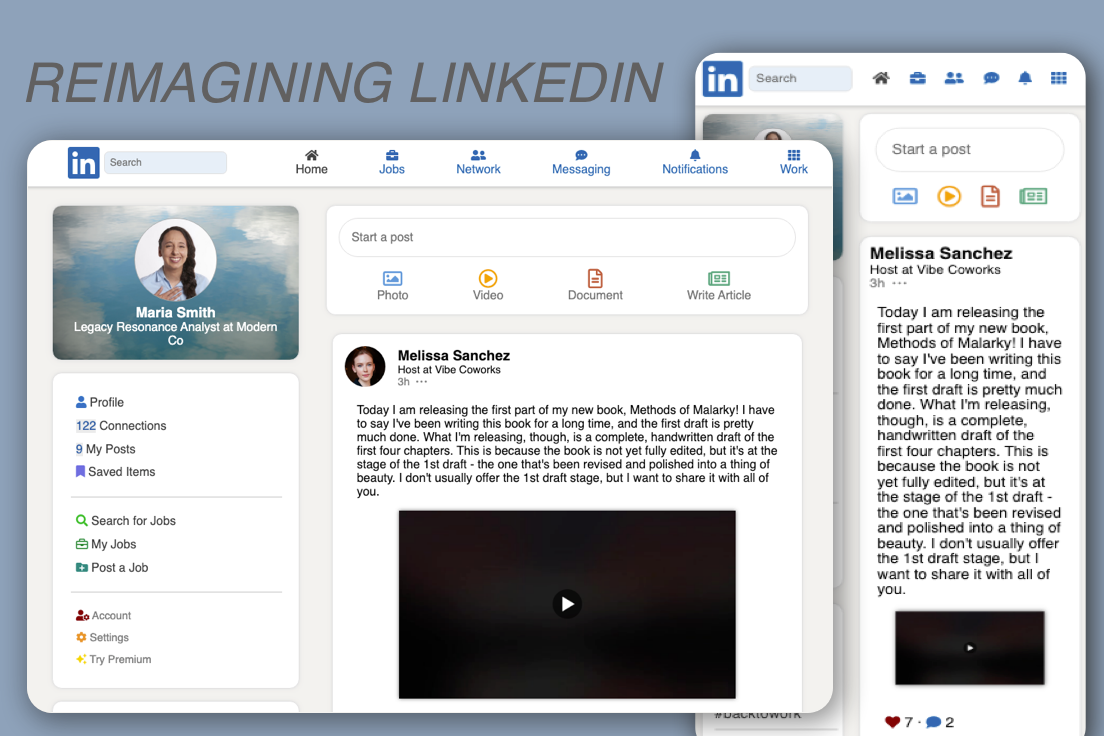 REIMAGINING LINKEDIN
in
Search
Home
Jobs
Network
Messaging
Notifications
Work
Maria Smith
Legacy Resonance Analyst at Modern
Co
Profile
122 Connections
9 My Posts
Saved Items
Search for Jobs
My Jobs
Post a Job
Account
Settings
Try Premium
Start a post
Photo
Video
Document
Write Article
Melissa Sanchez
Host at Vibe Coworks
3h ···
Today I am releasing the first part of my new book, Methods of Malarky! I have
to say I've been writing this book for a long time, and the first draft is pretty
much done. What I'm releasing, though, is a complete, handwritten draft of the
first four chapters. This is because the book is not yet fully edited, but it's at the
stage of the 1st draft - the one that's been revised and polished into a thing of
beauty. I don't usually offer the 1st draft stage, but I want to share it with all of
you.
in
Search
Start a post
Melissa Sanchez
Host at Vibe Coworks
3h ···
Today I am releasing the
first part of my new book,
Methods of Malarky! I have
to say I've been writing this
book for a long time, and
the first draft is pretty much
done. What I'm releasing,
though, is a complete,
handwritten draft of the
first four chapters. This is
because the book is not
yet fully edited, but it's at
the stage of the 1st draft -
the one that's been revised
and polished into a thing of
beauty. I don't usually offer
the 1st draft stage, but I
want to share it with all of
you.
7 · 2
#backtowork